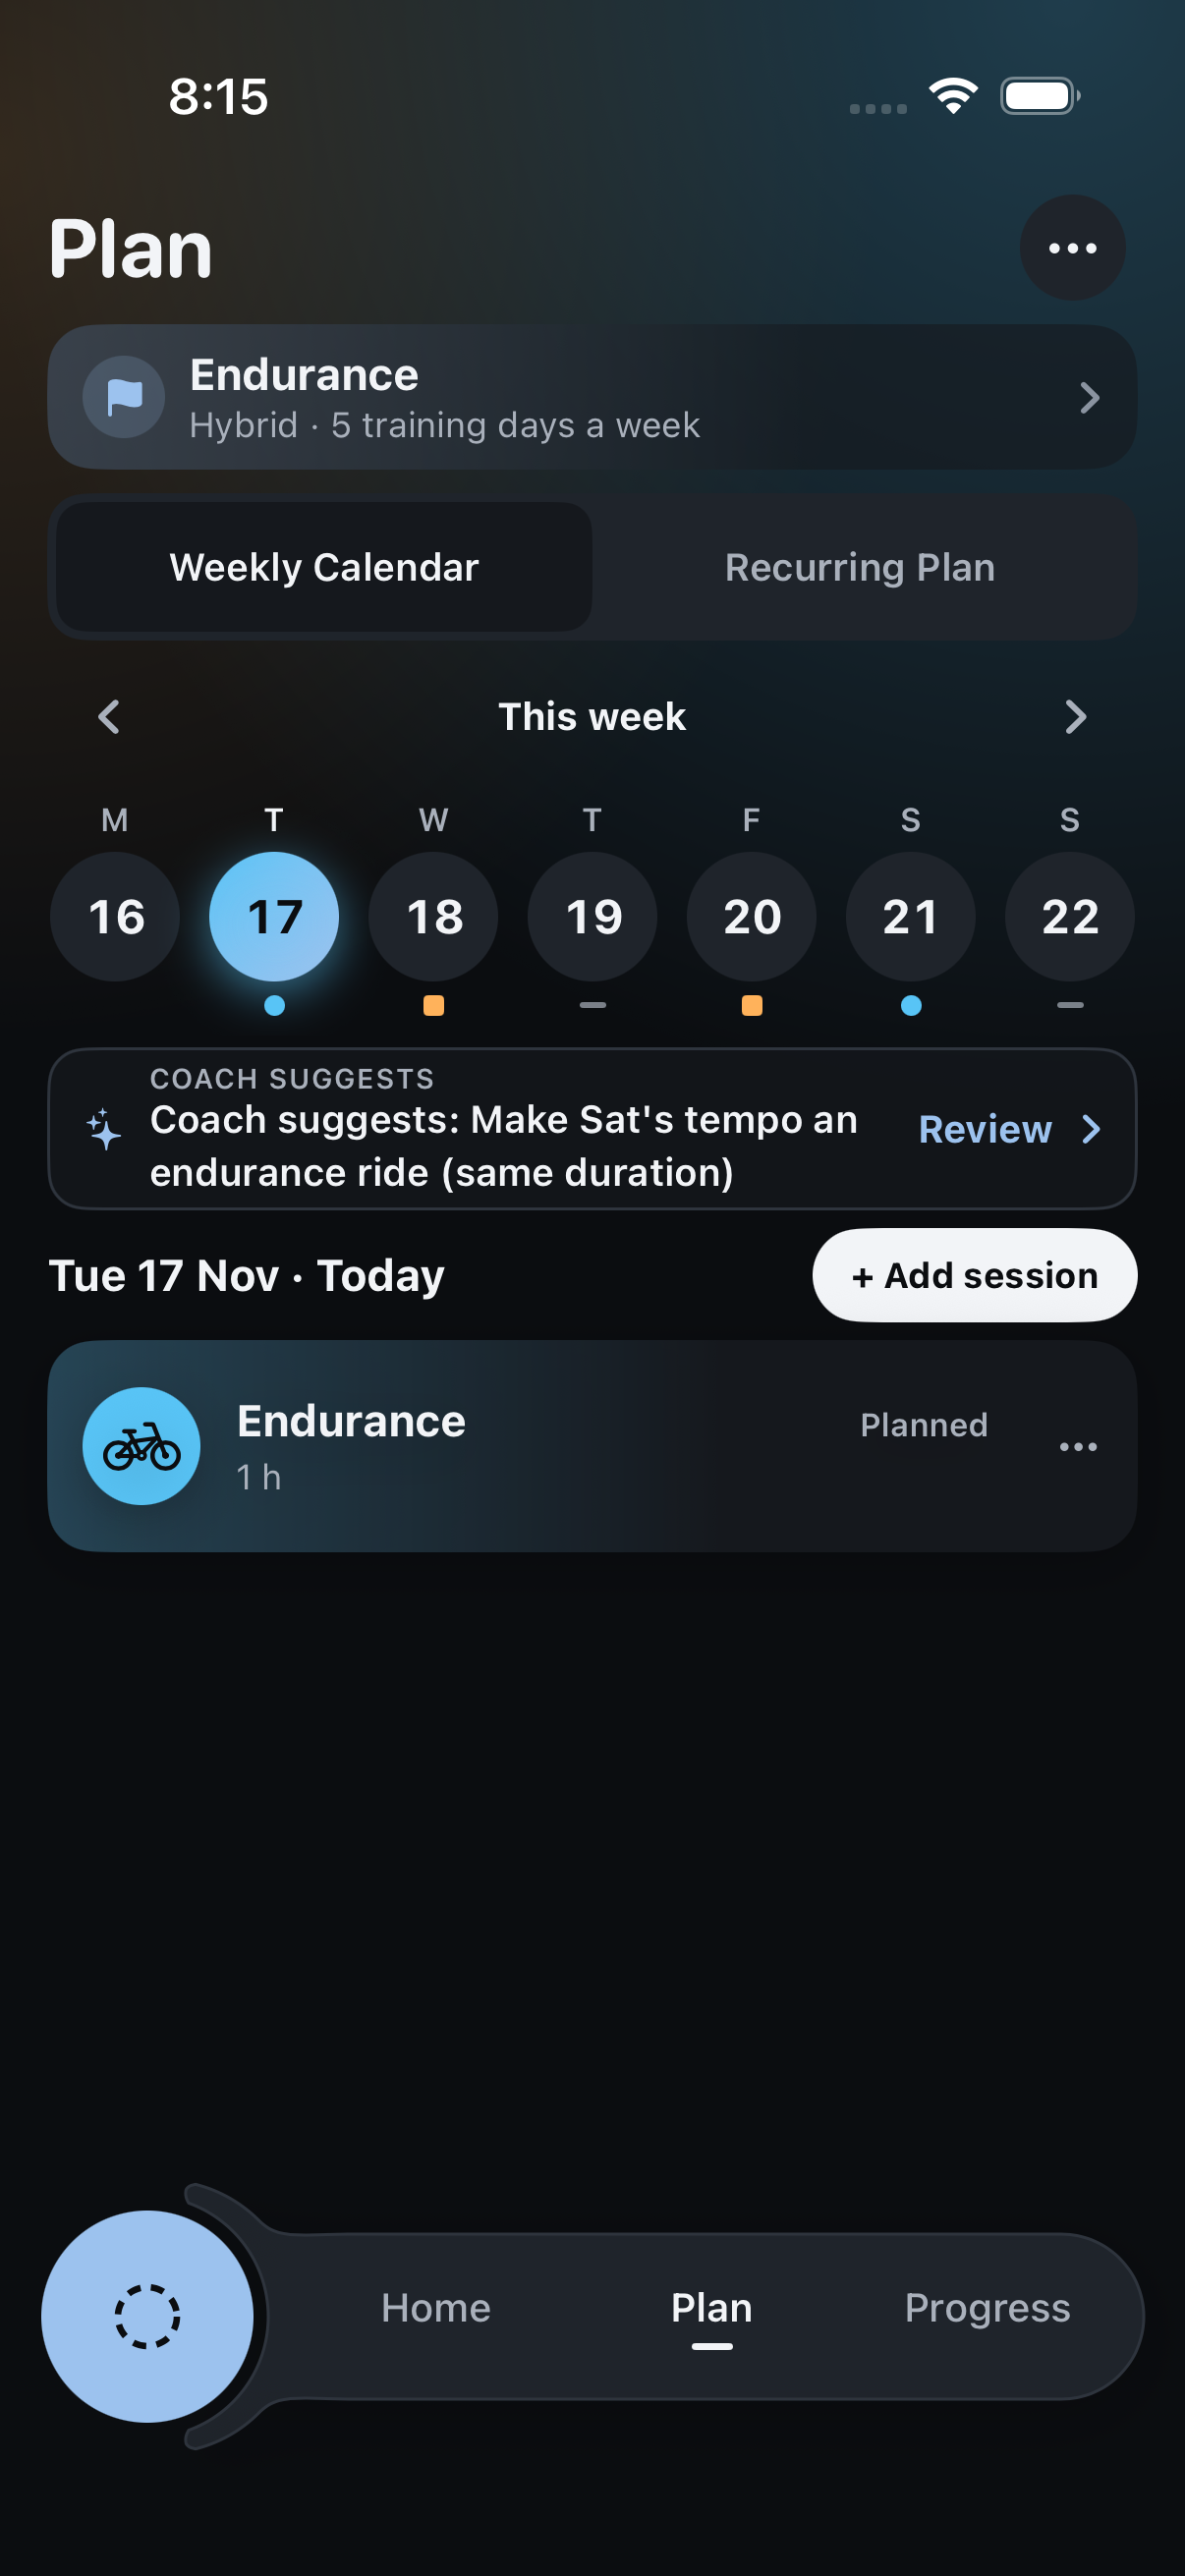 8:15
Plan
Endurance
Hybrid · 5 training days a week
Weekly Calendar
Recurring Plan
This week
M T W T F S S
16 17 18 19 20 21 22
COACH SUGGESTS
Coach suggests: Make Sat's tempo an
endurance ride (same duration)
Review
Tue 17 Nov · Today
+ Add session
Endurance
1 h
Planned
Home
Plan
Progress